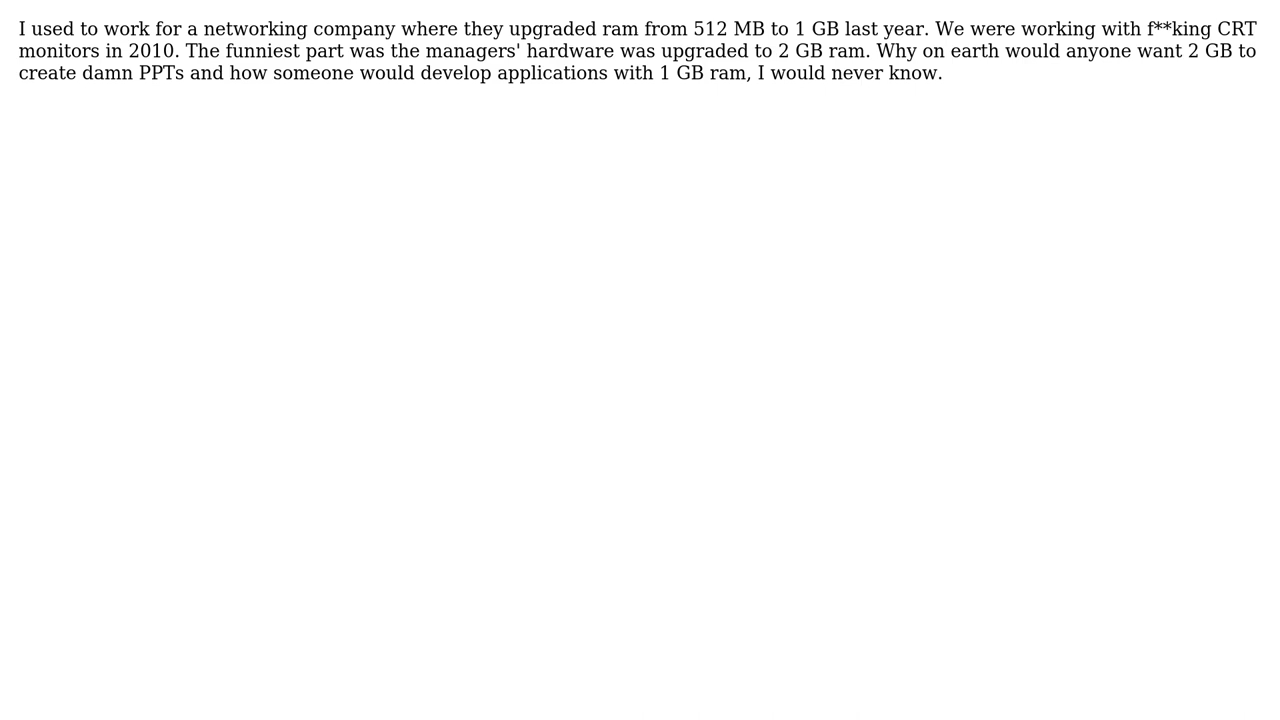 I used to work for a networking company where they upgraded ram from 512 MB to 1 GB last year. We were working with f**king CRT
monitors in 2010. The funniest part was the managers' hardware was upgraded to 2 GB ram. Why on earth would anyone want 2 GB to
create damn PPTs and how someone would develop applications with 1 GB ram, I would never know.